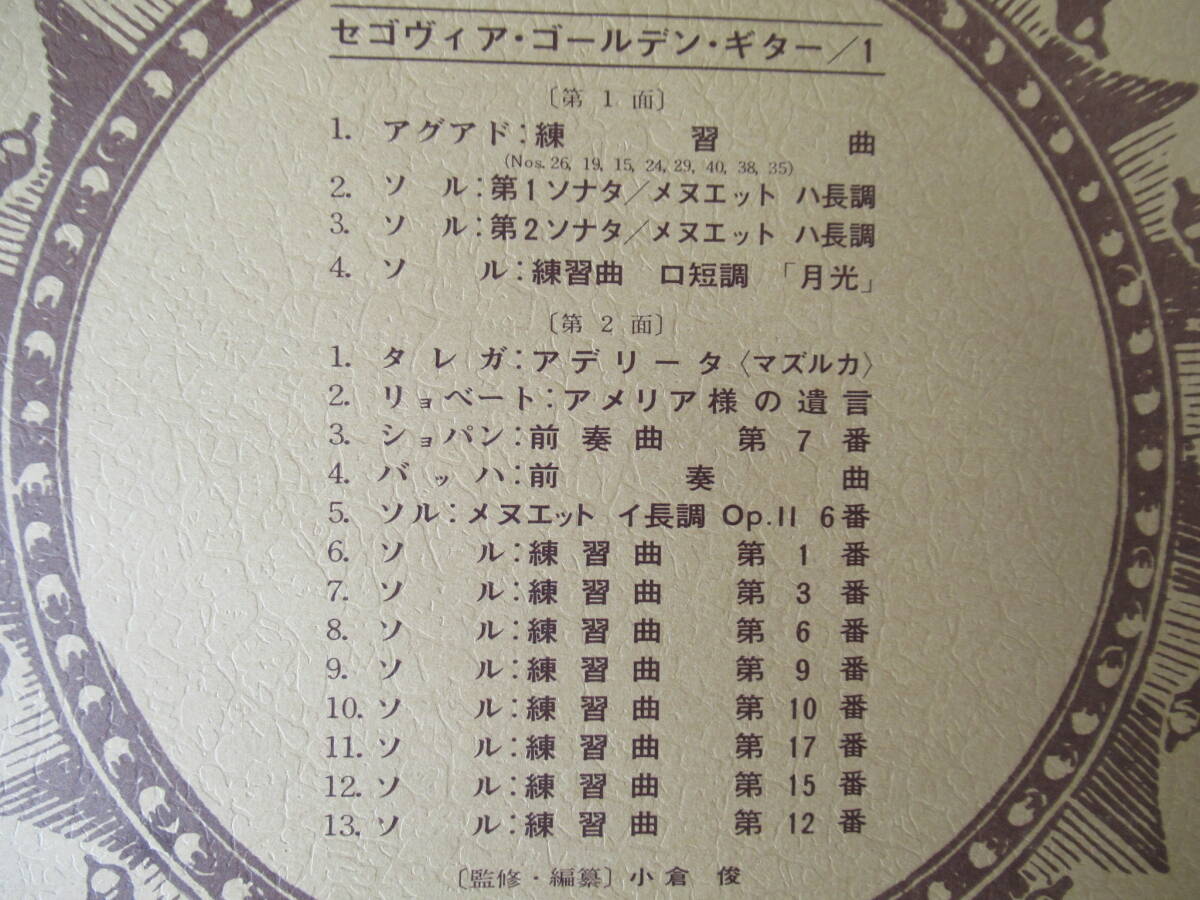 セゴヴィア・ゴールデン・ギター/1
〔第1面〕
1. アグアド:練習曲
(Nos. 26, 19, 15, 24, 29, 40, 38, 35)
2. ソル:第1ソナタ/メヌエット ハ長調
3. ソル:第2ソナタ/メヌエット ハ長調
4. ソル:練習曲 ロ短調 「月光」
〔第2面〕
1. タレガ:アデリータ〈マズルカ〉
2. リョベート:アメリア様の遺言
3. ショパン:前奏曲 第7番
4. バッハ:前奏曲
5. ソル:メヌエット イ長調 Op.11 6番
6. ソル:練習曲 第1番
7. ソル:練習曲 第3番
8. ソル:練習曲 第6番
9. ソル:練習曲 第9番
10. ソル:練習曲 第10番
11. ソル:練習曲 第17番
12. ソル:練習曲 第15番
13. ソル:練習曲 第12番
〔監修・編纂〕小倉 俊